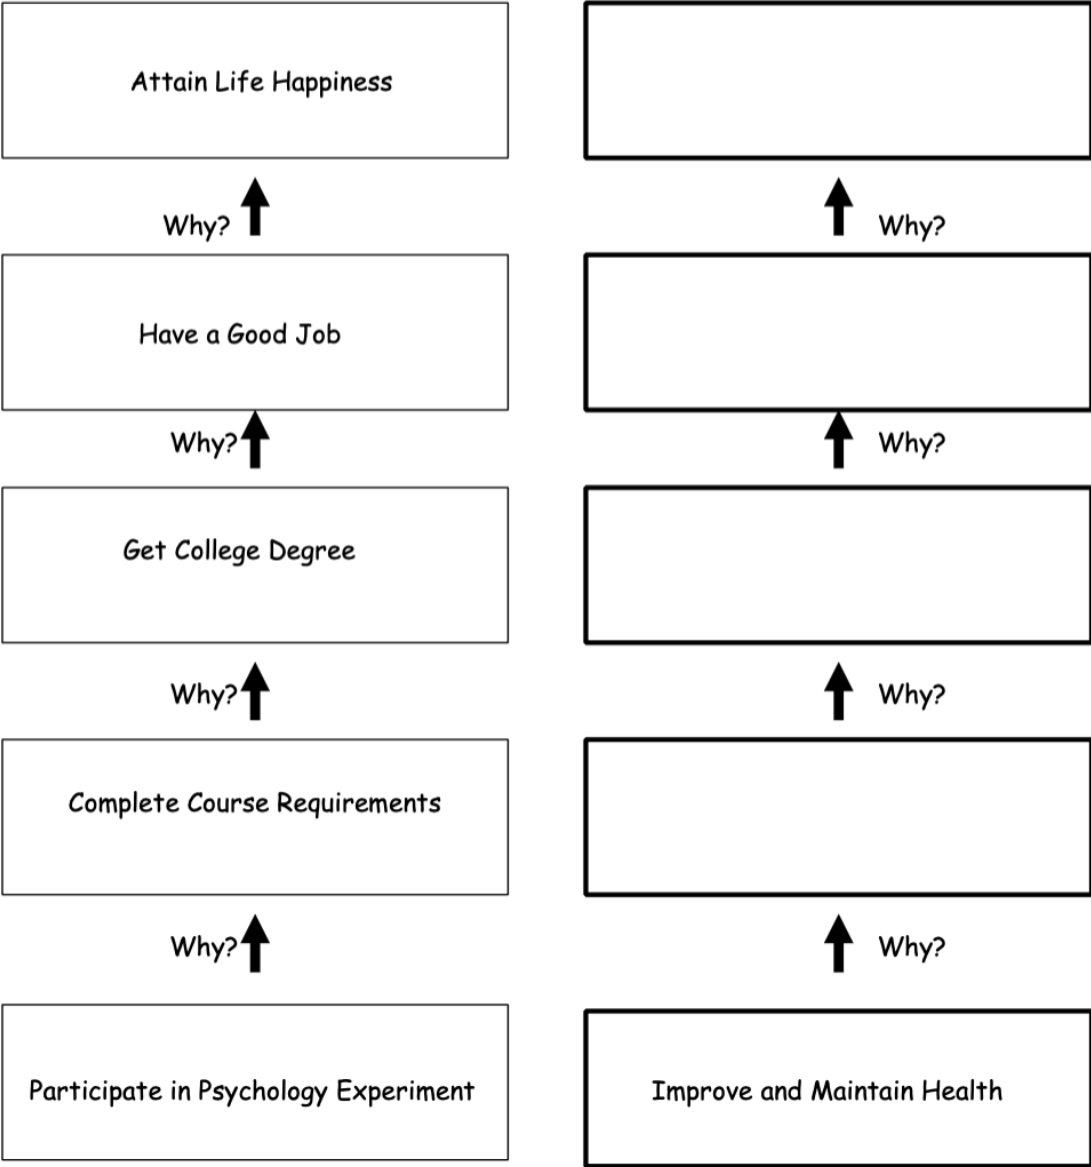 Attain Life Happiness
Why?
Why?
Have a Good Job
Why?
Why?
Get College Degree
Why?
Why?
Complete Course Requirements
Why?
Why?
Participate in Psychology Experiment
Improve and Maintain Health